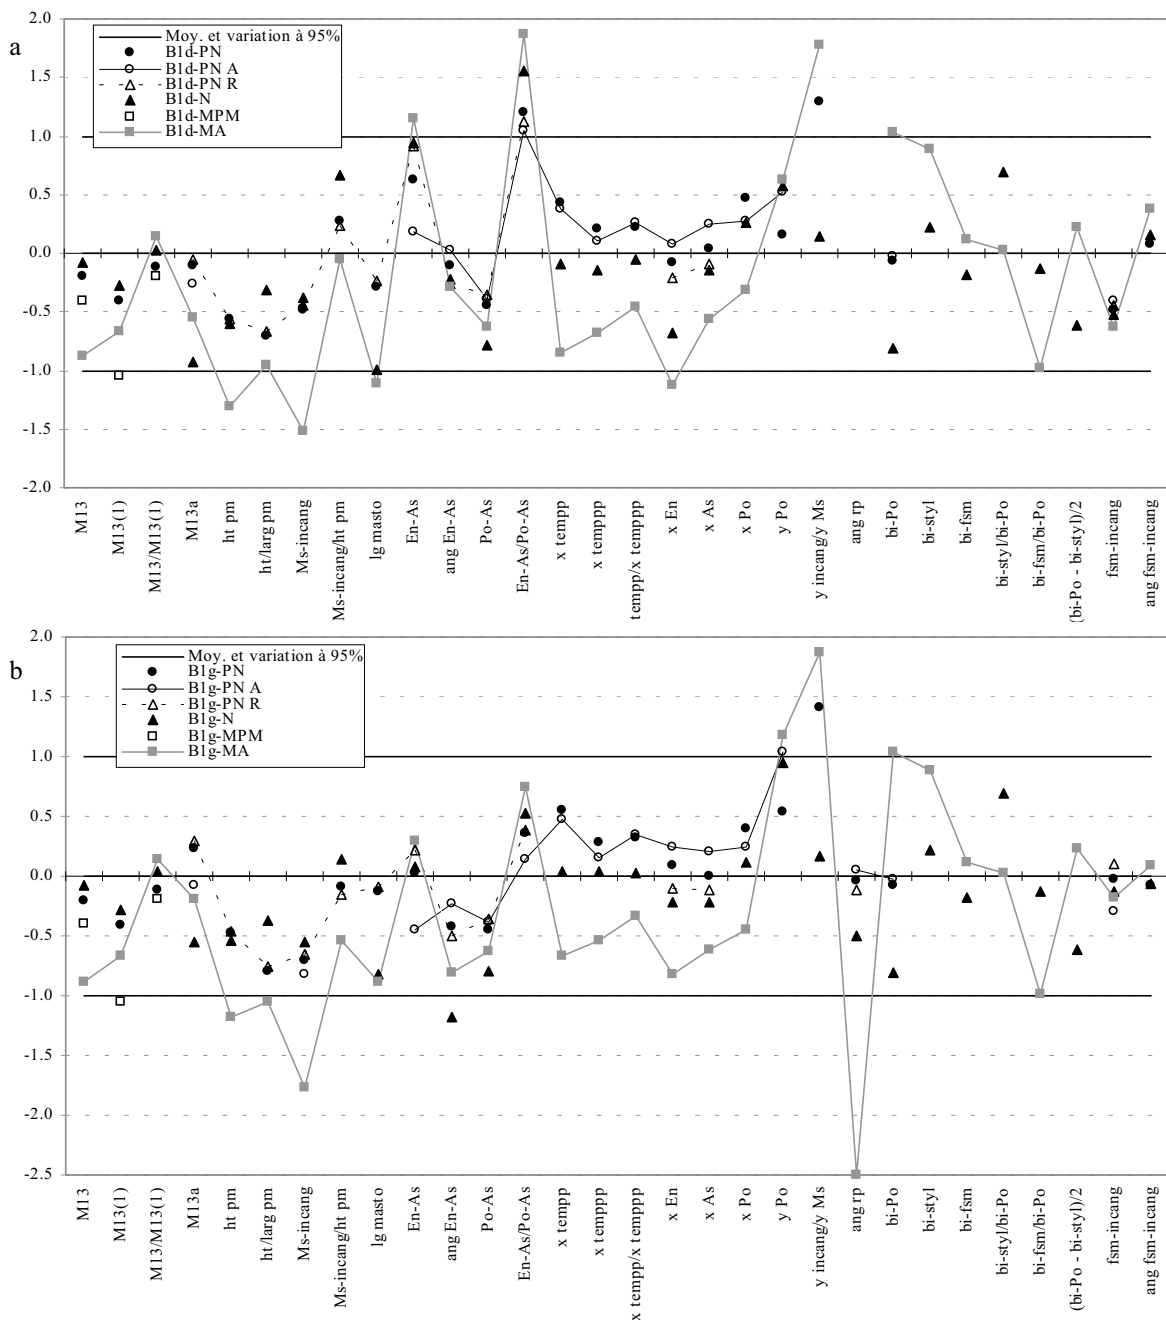 a
2.0
1.5
1.0
0.5
0.0
-0.5
-1.0
-1.5
-2.0
Moy. et variation à 95%
B1d-PN
B1d-PN A
B1d-PN R
B1d-N
B1d-MPM
B1d-MA
M13
M13(1)
M13/M13(1)
M13a
ht pm
ht/larg pm
Ms-incang
Ms-incang/ht pm
lg masto
En-As
ang En-As
Po-As
En-As/Po-As
x tempp
x temppp
tempp/x temppp
x En
x As
x Po
y Po
y incang/y Ms
ang rp
bi-Po
bi-styl
bi-fsm
bi-styl/bi-Po
bi-fsm/bi-Po
(bi-Po - bi-styl)/2
fsm-incang
ang fsm-incang
b
2.0
1.5
1.0
0.5
0.0
-0.5
-1.0
-1.5
-2.0
-2.5
Moy. et variation à 95%
B1g-PN
B1g-PN A
B1g-PN R
B1g-N
B1g-MPM
B1g-MA
M13
M13(1)
M13/M13(1)
M13a
ht pm
ht/larg pm
Ms-incang
Ms-incang/ht pm
lg masto
En-As
ang En-As
Po-As
En-As/Po-As
x tempp
x temppp
x tempp/x temppp
x En
x As
x Po
y Po
y incang/y Ms
ang rp
bi-Po
bi-styl
bi-fsm
bi-styl/bi-Po
bi-fsm/bi-Po
(bi-Po - bi-styl)/2
fsm-incang
ang fsm-incang